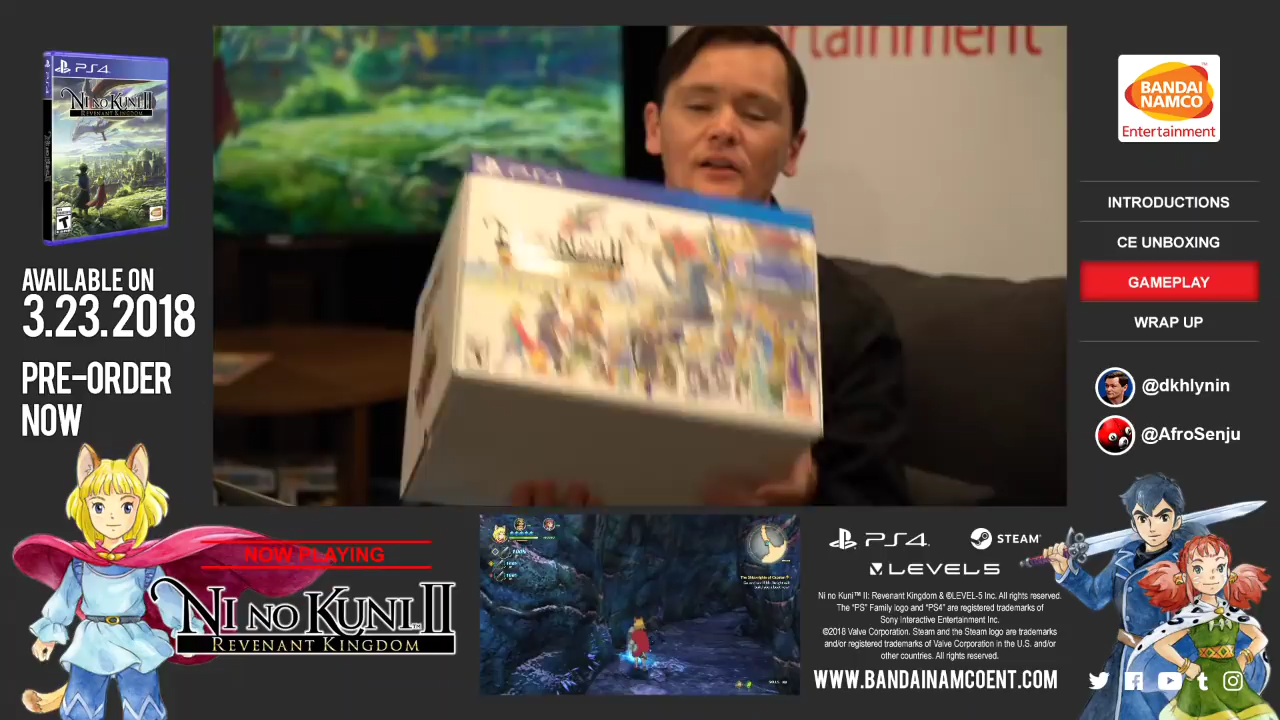 PS4
NI NO KUNI II
REVENANT KINGDOM
AVAILABLE ON
3.23.2018
PRE-ORDER
NOW
rtainment
PS4
BANDAI
NAMCO
Entertainment
INTRODUCTIONS
CE UNBOXING
GAMEPLAY
WRAP UP
@dkhlynin
@AfroSenju
NOW PLAYING
NI NO KUNI II
REVENANT KINGDOM
PS4
STEAM
LEVEL5
Ni no Kuni™ II: Revenant Kingdom & ©LEVEL-5 Inc. All rights reserved.
The "PS" Family logo and "PS4" are registered trademarks of
Sony Interactive Entertainment Inc.
©2018 Valve Corporation. Steam and the Steam logo are trademarks
and/or registered trademarks of Valve Corporation in the U.S. and/or
other countries. All rights reserved.
WWW.BANDAINAMCOENT.COM